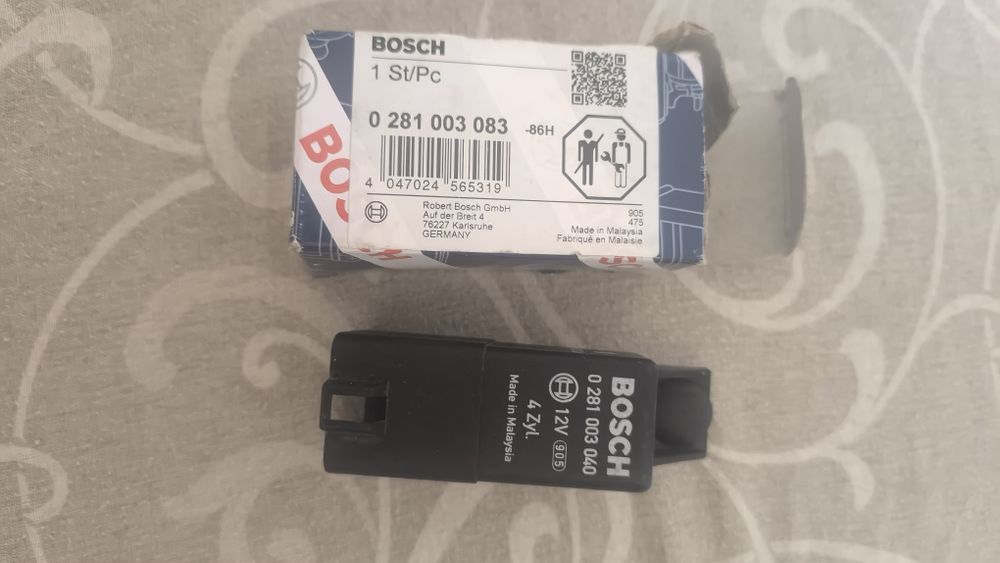 BOSCH
1 St/Pc
0 281 003 083 -86H
4 047024 565319
Robert Bosch GmbH
Auf der Breit 4
76227 Karlsruhe
GERMANY
905
475
Made in Malaysia
Fabriqué en Malaisie
BOSCH
0 281 003 040
12V 905
4 Zyl.
Made in Malaysia